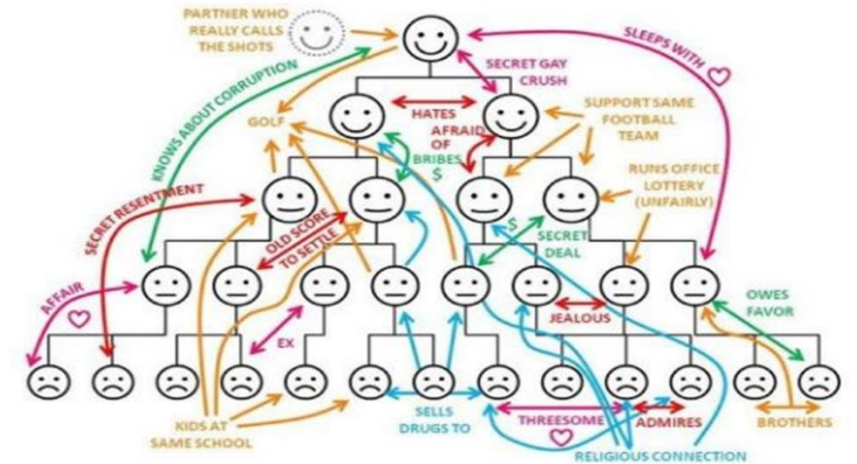 PARTNER WHO
REALLY CALLS
THE SHOTS
SLEEPS WITH
KNOWS ABOUT CORRUPTION
SECRET GAY
CRUSH
HATES
GOLF
AFRAID
OF
BRIBES
$
SUPPORT SAME
FOOTBALL
TEAM
RUNS OFFICE
LOTTERY
(UNFAIRLY)
SECRET RESENTMENT
OLD SCORE
TO SETTLE
$
SECRET
DEAL
AFFAIR
EX
JEALOUS
OWES
FAVOR
KIDS AT
SAME SCHOOL
SELLS
DRUGS TO
THREESOME
ADMIRES
BROTHERS
RELIGIOUS CONNECTION